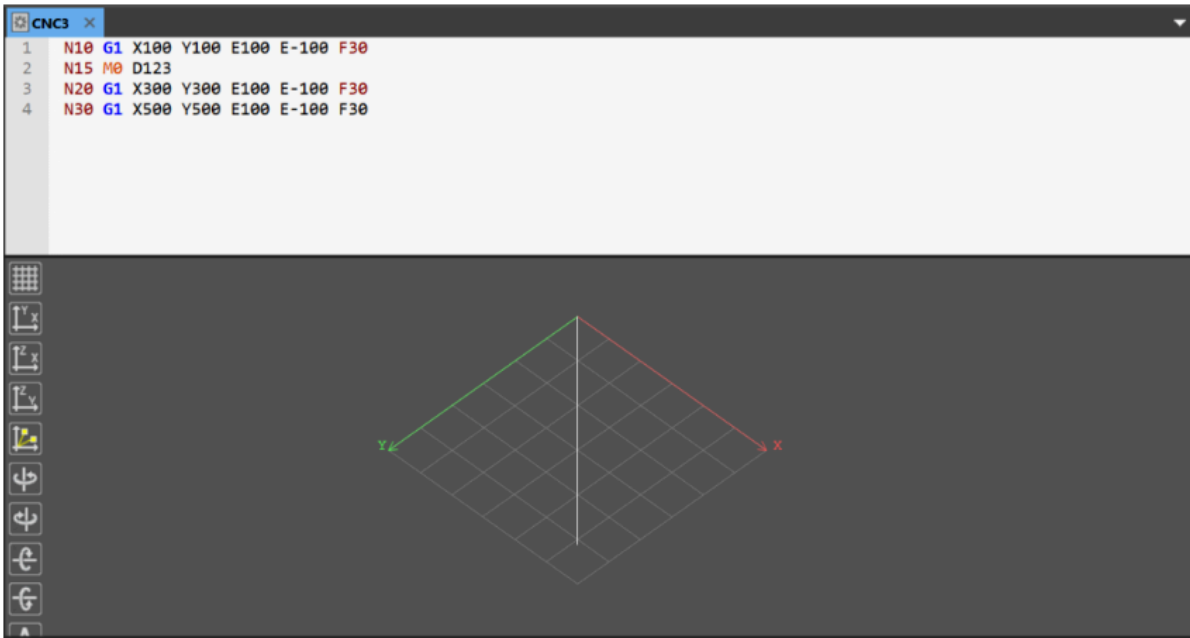 CNC3
1 N10 G1 X100 Y100 E100 E-100 F30
2 N15 M0 D123
3 N20 G1 X300 Y300 E100 E-100 F30
4 N30 G1 X500 Y500 E100 E-100 F30
Y X
Z X
Z Y
Y X